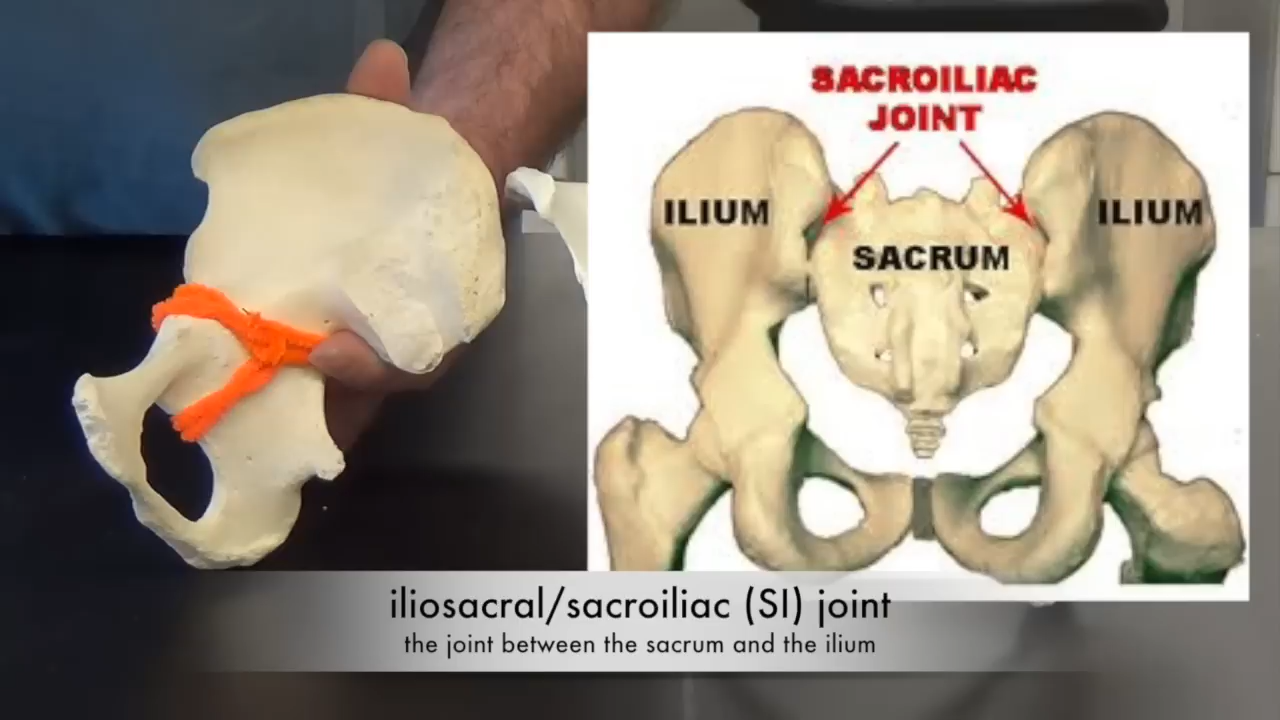 SACROILIAC
JOINT
ILIUM
ILIUM
SACRUM
iliosacral/sacroiliac (SI) joint
the joint between the sacrum and the ilium